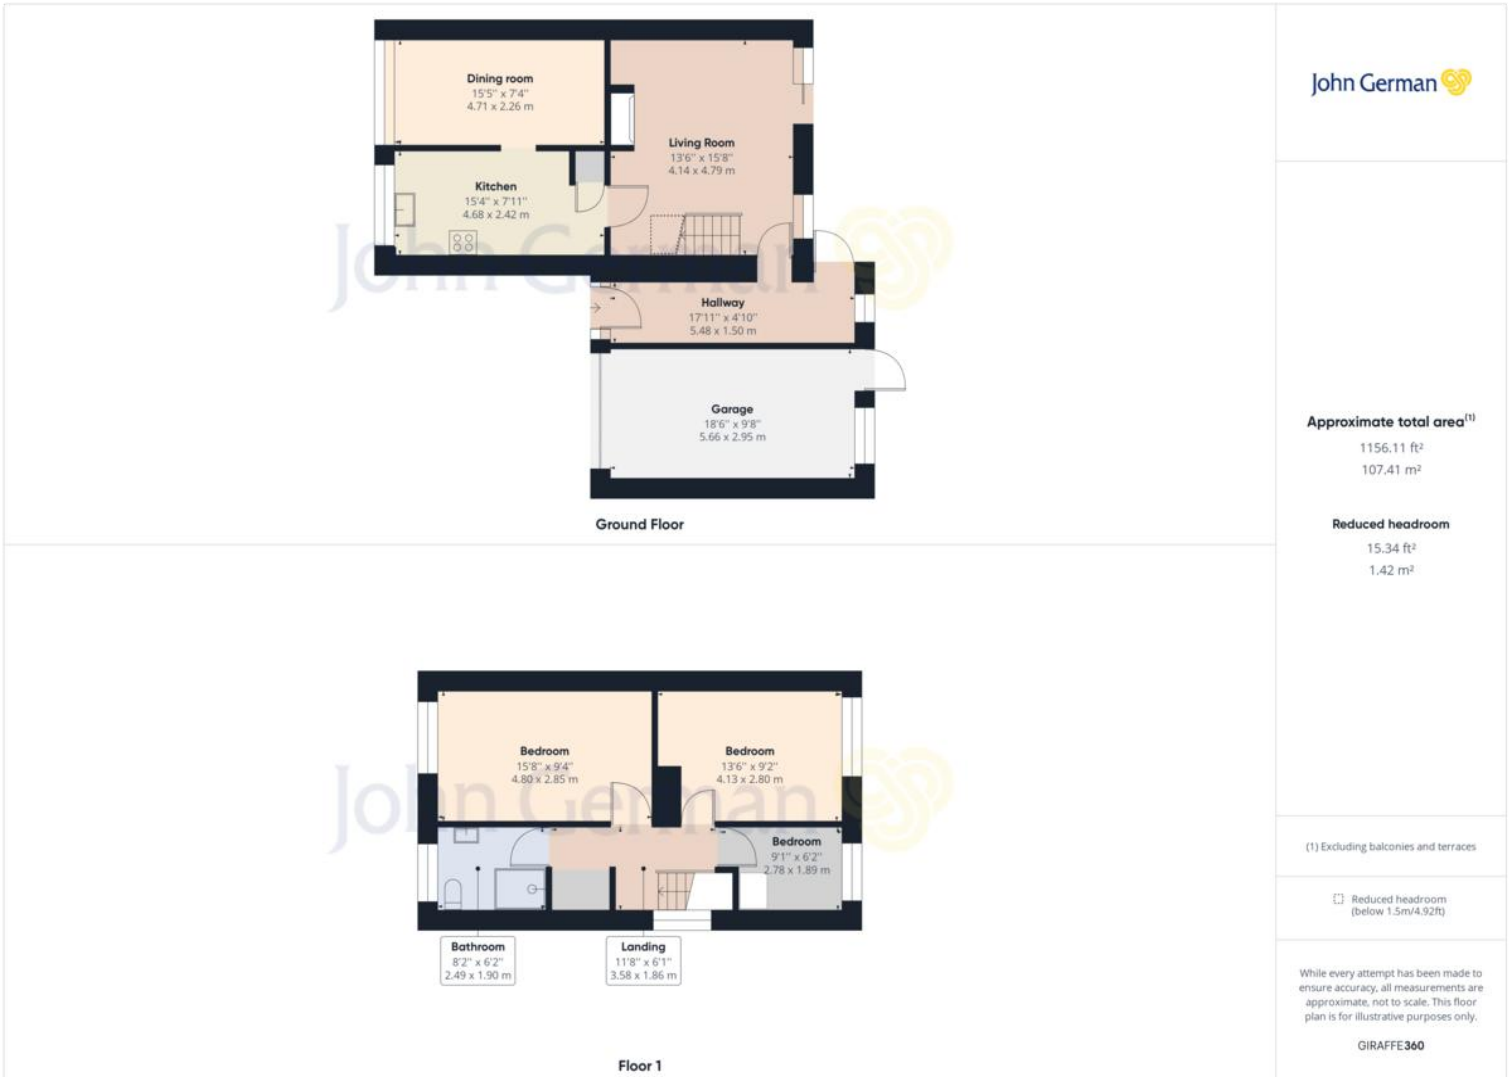 Dining room
15'5" x 7'4"
4.71 x 2.26 m
Living Room
13'6" x 15'8"
4.14 x 4.79 m
Kitchen
15'4" x 7'11"
4.68 x 2.42 m
John German
Hallway
17'11" x 4'10"
5.48 x 1.50 m
Garage
18'6" x 9'8"
5.66 x 2.95 m
Ground Floor
Bedroom
15'8" x 9'4"
4.80 x 2.85 m
Bedroom
13'6" x 9'2"
4.13 x 2.80 m
John German
Bedroom
9'1" x 6'2"
2.78 x 1.89 m
Bathroom
8'2" x 6'2"
2.49 x 1.90 m
Landing
11'8" x 6'1"
3.58 x 1.86 m
Floor 1
John German
Approximate total area(1)
1156.11 ft²
107.41 m²
Reduced headroom
15.34 ft²
1.42 m²
(1) Excluding balconies and terraces
Reduced headroom
(below 1.5m/4.92ft)
While every attempt has been made to
ensure accuracy, all measurements are
approximate, not to scale. This floor
plan is for illustrative purposes only.
GIRAFFE360